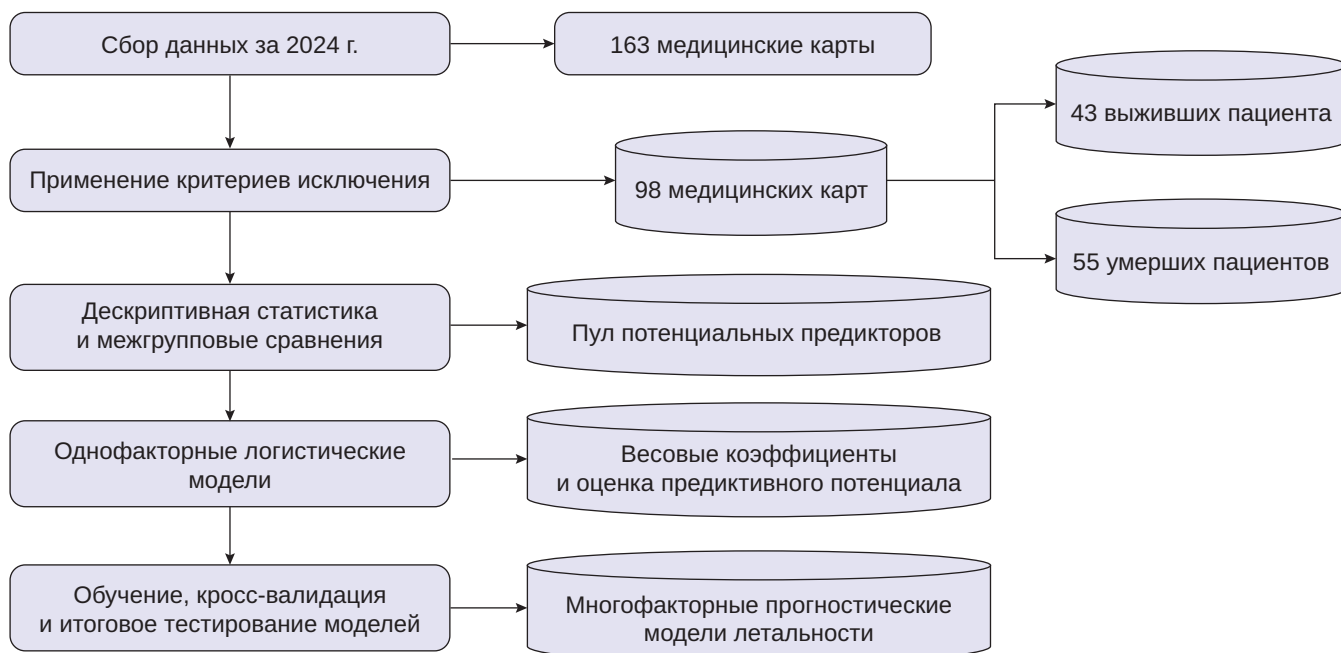 Сбор данных за 2024 г.
163 медицинские карты
43 выживших пациента
Применение критериев исключения
98 медицинских карт
55 умерших пациентов
Дескриптивная статистика
и межгрупповые сравнения
Пул потенциальных предикторов
Однофакторные логистические
модели
Весовые коэффициенты
и оценка предиктивного потенциала
Обучение, кросс-валидация
и итоговое тестирование моделей
Многофакторные прогностические
модели летальности